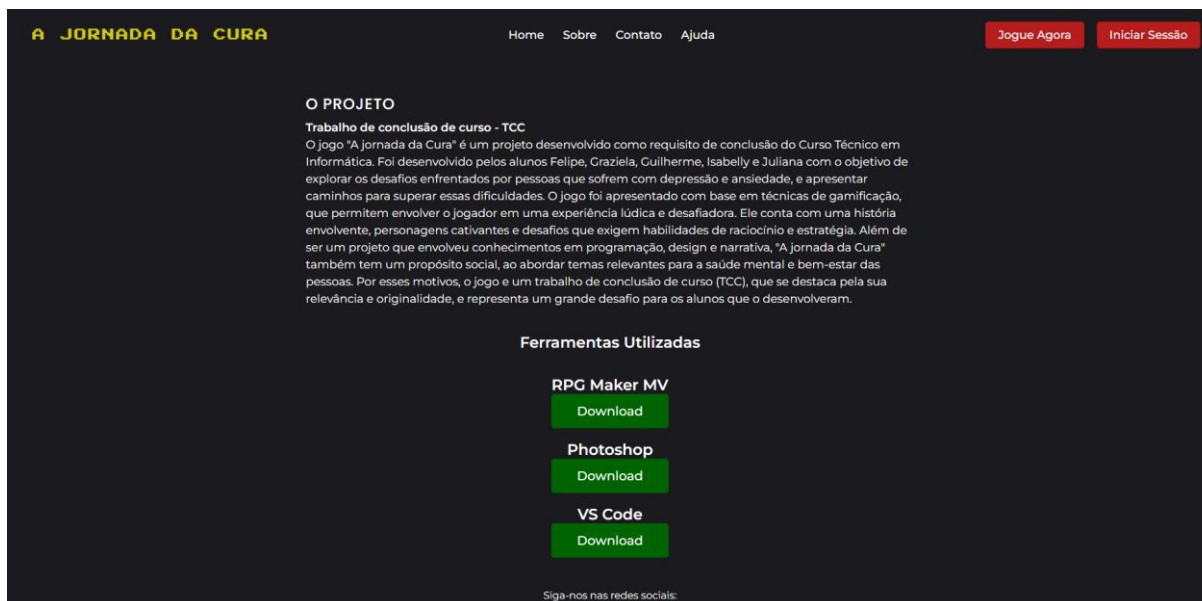 A JORNADA DA CURA
Home Sobre Contato Ajuda
Jogue Agora
Iniciar Sessão
O PROJETO
Trabalho de conclusão de curso - TCC
O jogo "A jornada da Cura" é um projeto desenvolvido como requisito de conclusão do Curso Técnico em
Informática. Foi desenvolvido pelos alunos Felipe, Graziela, Guilherme, Isabelly e Juliana com o objetivo de
explorar os desafios enfrentados por pessoas que sofrem com depressão e ansiedade, e apresentar
caminhos para superar essas dificuldades. O jogo foi apresentado com base em técnicas de gamificação,
que permitem envolver o jogador em uma experiência lúdica e desafiadora. Ele conta com uma história
envolvente, personagens cativantes e desafios que exigem habilidades de raciocínio e estratégia. Além de
ser um projeto que envolveu conhecimentos em programação, design e narrativa, "A jornada da Cura"
também tem um propósito social, ao abordar temas relevantes para a saúde mental e bem-estar das
pessoas. Por esses motivos, o jogo e um trabalho de conclusão de curso (TCC), que se destaca pela sua
relevância e originalidade, e representa um grande desafio para os alunos que o desenvolveram.
Ferramentas Utilizadas
RPG Maker MV
Download
Photoshop
Download
VS Code
Download
Siga-nos nas redes sociais: